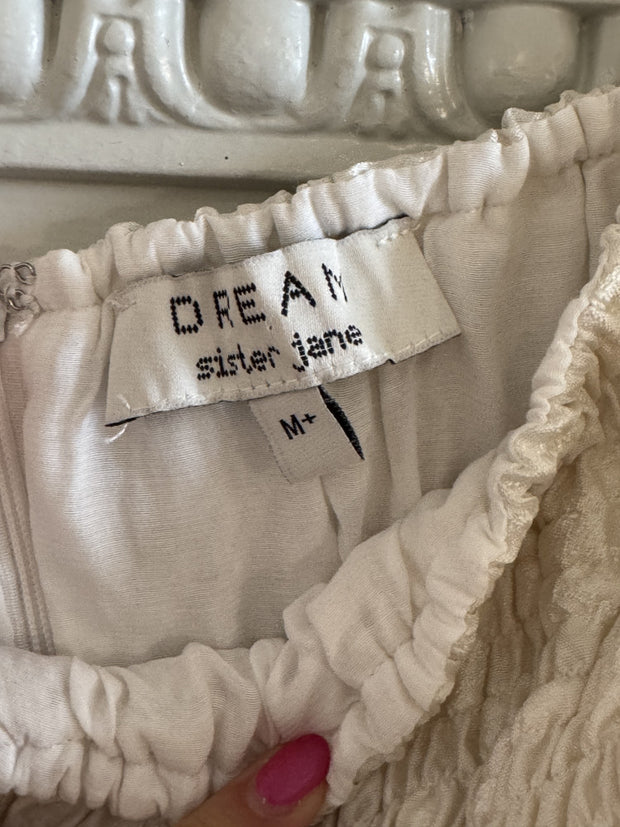 DREAM
sister jane
M+